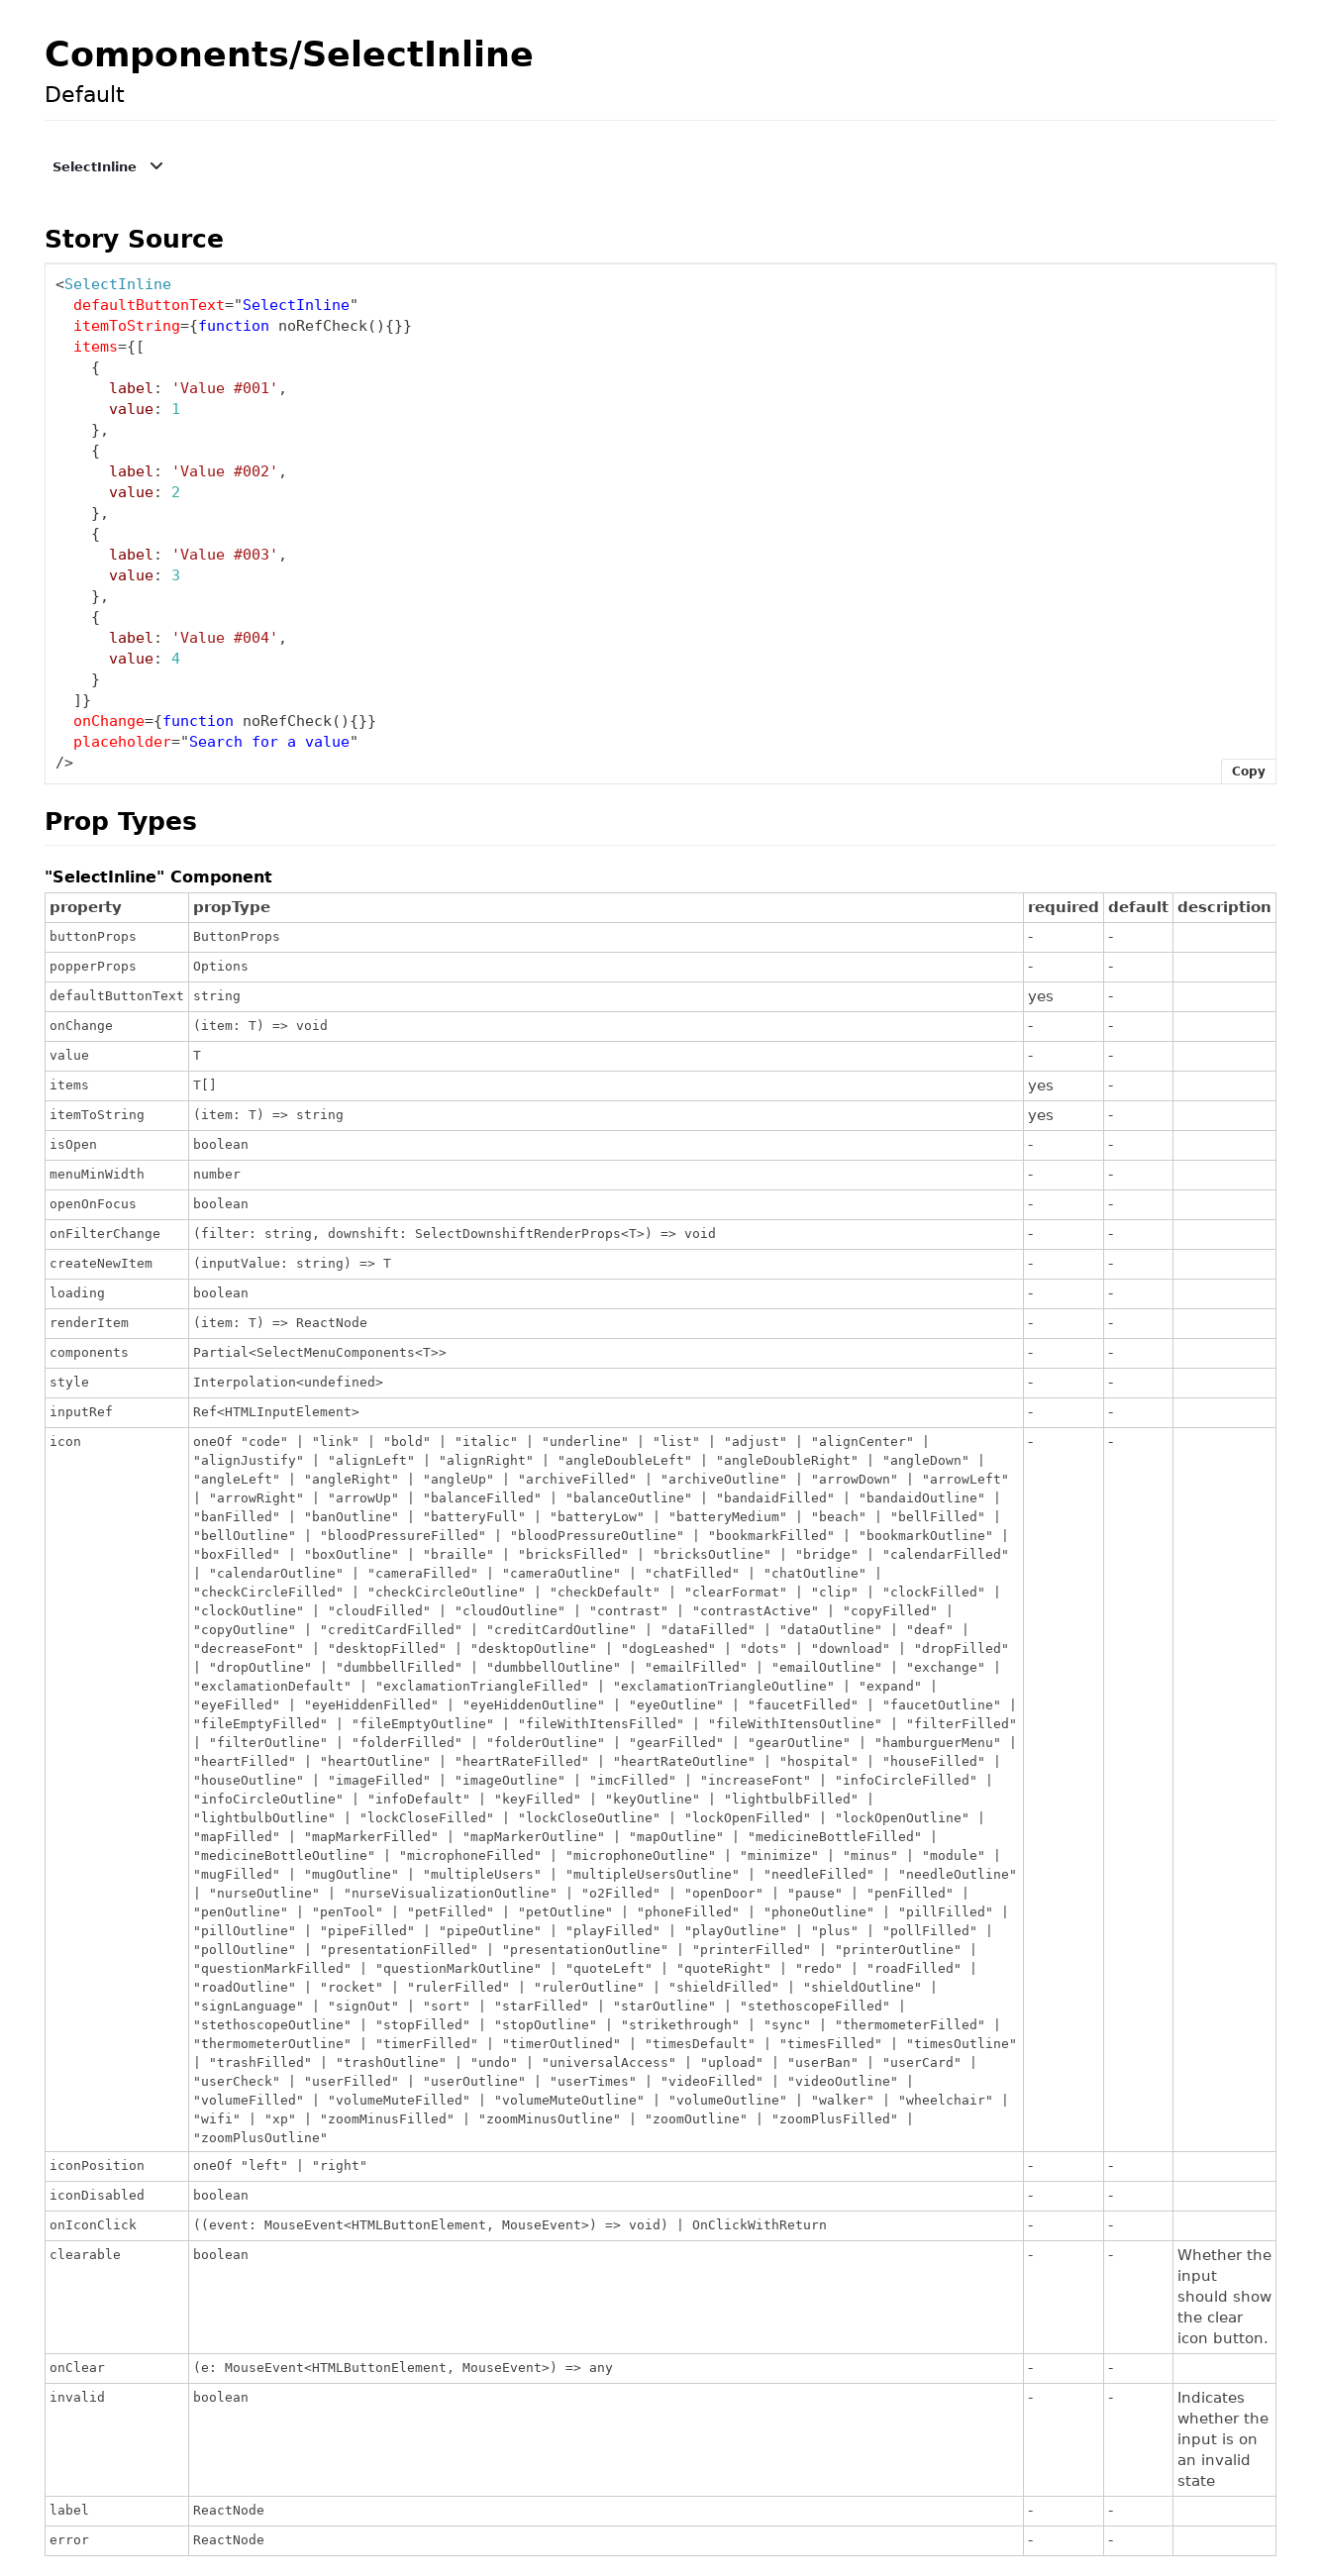 Components/SelectInline
Default
SelectInline
Story Source
<SelectInline
  defaultButtonText="SelectInline"
  itemToString={function noRefCheck(){}}
  items={[
    {
      label: 'Value #001',
      value: 1
    },
    {
      label: 'Value #002',
      value: 2
    },
    {
      label: 'Value #003',
      value: 3
    },
    {
      label: 'Value #004',
      value: 4
    }
  ]}
  onChange={function noRefCheck(){}}
  placeholder="Search for a value"
/>
Copy
Prop Types
"SelectInline" Component
property propType required default description
buttonProps ButtonProps - -
popperProps Options - -
defaultButtonText string yes -
onChange (item: T) => void - -
value T - -
items T[] yes -
itemToString (item: T) => string yes -
isOpen boolean - -
menuMinWidth number - -
openOnFocus boolean - -
onFilterChange (filter: string, downshift: SelectDownshiftRenderProps<T>) => void - -
createNewItem (inputValue: string) => T - -
loading boolean - -
renderItem (item: T) => ReactNode - -
components Partial<SelectMenuComponents<T>> - -
style Interpolation<undefined> - -
inputRef Ref<HTMLInputElement> - -
icon oneOf "code" | "link" | "bold" | "italic" | "underline" | "list" | "adjust" | "alignCenter" | - -
"alignJustify" | "alignLeft" | "alignRight" | "angleDoubleLeft" | "angleDoubleRight" | "angleDown" |
"angleLeft" | "angleRight" | "angleUp" | "archiveFilled" | "archiveOutline" | "arrowDown" | "arrowLeft"
| "arrowRight" | "arrowUp" | "balanceFilled" | "balanceOutline" | "bandaidFilled" | "bandaidOutline" |
"banFilled" | "banOutline" | "batteryFull" | "batteryLow" | "batteryMedium" | "beach" | "bellFilled" |
"bellOutline" | "bloodPressureFilled" | "bloodPressureOutline" | "bookmarkFilled" | "bookmarkOutline" |
"boxFilled" | "boxOutline" | "braille" | "bricksFilled" | "bricksOutline" | "bridge" | "calendarFilled"
| "calendarOutline" | "cameraFilled" | "cameraOutline" | "chatFilled" | "chatOutline" |
"checkCircleFilled" | "checkCircleOutline" | "checkDefault" | "clearFormat" | "clip" | "clockFilled" |
"clockOutline" | "cloudFilled" | "cloudOutline" | "contrast" | "contrastActive" | "copyFilled" |
"copyOutline" | "creditCardFilled" | "creditCardOutline" | "dataFilled" | "dataOutline" | "deaf" |
"decreaseFont" | "desktopFilled" | "desktopOutline" | "dogLeashed" | "dots" | "download" | "dropFilled"
| "dropOutline" | "dumbbellFilled" | "dumbbellOutline" | "emailFilled" | "emailOutline" | "exchange" |
"exclamationDefault" | "exclamationTriangleFilled" | "exclamationTriangleOutline" | "expand" |
"eyeFilled" | "eyeHiddenFilled" | "eyeHiddenOutline" | "eyeOutline" | "faucetFilled" | "faucetOutline" |
"fileEmptyFilled" | "fileEmptyOutline" | "fileWithItensFilled" | "fileWithItensOutline" | "filterFilled"
| "filterOutline" | "folderFilled" | "folderOutline" | "gearFilled" | "gearOutline" | "hamburguerMenu" |
"heartFilled" | "heartOutline" | "heartRateFilled" | "heartRateOutline" | "hospital" | "houseFilled" |
"houseOutline" | "imageFilled" | "imageOutline" | "imcFilled" | "increaseFont" | "infoCircleFilled" |
"infoCircleOutline" | "infoDefault" | "keyFilled" | "keyOutline" | "lightbulbFilled" |
"lightbulbOutline" | "lockCloseFilled" | "lockCloseOutline" | "lockOpenFilled" | "lockOpenOutline" |
"mapFilled" | "mapMarkerFilled" | "mapMarkerOutline" | "mapOutline" | "medicineBottleFilled" |
"medicineBottleOutline" | "microphoneFilled" | "microphoneOutline" | "minimize" | "minus" | "module" |
"mugFilled" | "mugOutline" | "multipleUsers" | "multipleUsersOutline" | "needleFilled" | "needleOutline"
| "nurseOutline" | "nurseVisualizationOutline" | "o2Filled" | "openDoor" | "pause" | "penFilled" |
"penOutline" | "penTool" | "petFilled" | "petOutline" | "phoneFilled" | "phoneOutline" | "pillFilled" |
"pillOutline" | "pipeFilled" | "pipeOutline" | "playFilled" | "playOutline" | "plus" | "pollFilled" |
"pollOutline" | "presentationFilled" | "presentationOutline" | "printerFilled" | "printerOutline" |
"questionMarkFilled" | "questionMarkOutline" | "quoteLeft" | "quoteRight" | "redo" | "roadFilled" |
"roadOutline" | "rocket" | "rulerFilled" | "rulerOutline" | "shieldFilled" | "shieldOutline" |
"signLanguage" | "signOut" | "sort" | "starFilled" | "starOutline" | "stethoscopeFilled" |
"stethoscopeOutline" | "stopFilled" | "stopOutline" | "strikethrough" | "sync" | "thermometerFilled" |
"thermometerOutline" | "timerFilled" | "timerOutlined" | "timesDefault" | "timesFilled" | "timesOutline"
| "trashFilled" | "trashOutline" | "undo" | "universalAccess" | "upload" | "userBan" | "userCard" |
"userCheck" | "userFilled" | "userOutline" | "userTimes" | "videoFilled" | "videoOutline" |
"volumeFilled" | "volumeMuteFilled" | "volumeMuteOutline" | "volumeOutline" | "walker" | "wheelchair" |
"wifi" | "xp" | "zoomMinusFilled" | "zoomMinusOutline" | "zoomOutline" | "zoomPlusFilled" |
"zoomPlusOutline"
iconPosition oneOf "left" | "right" - -
iconDisabled boolean - -
onIconClick ((event: MouseEvent<HTMLButtonElement, MouseEvent>) => void) | OnClickWithReturn - -
clearable boolean - - Whether the
input
should show
the clear
icon button.
onClear (e: MouseEvent<HTMLButtonElement, MouseEvent>) => any - -
invalid boolean - - Indicates
whether the
input is on
an invalid
state
label ReactNode - -
error ReactNode - -